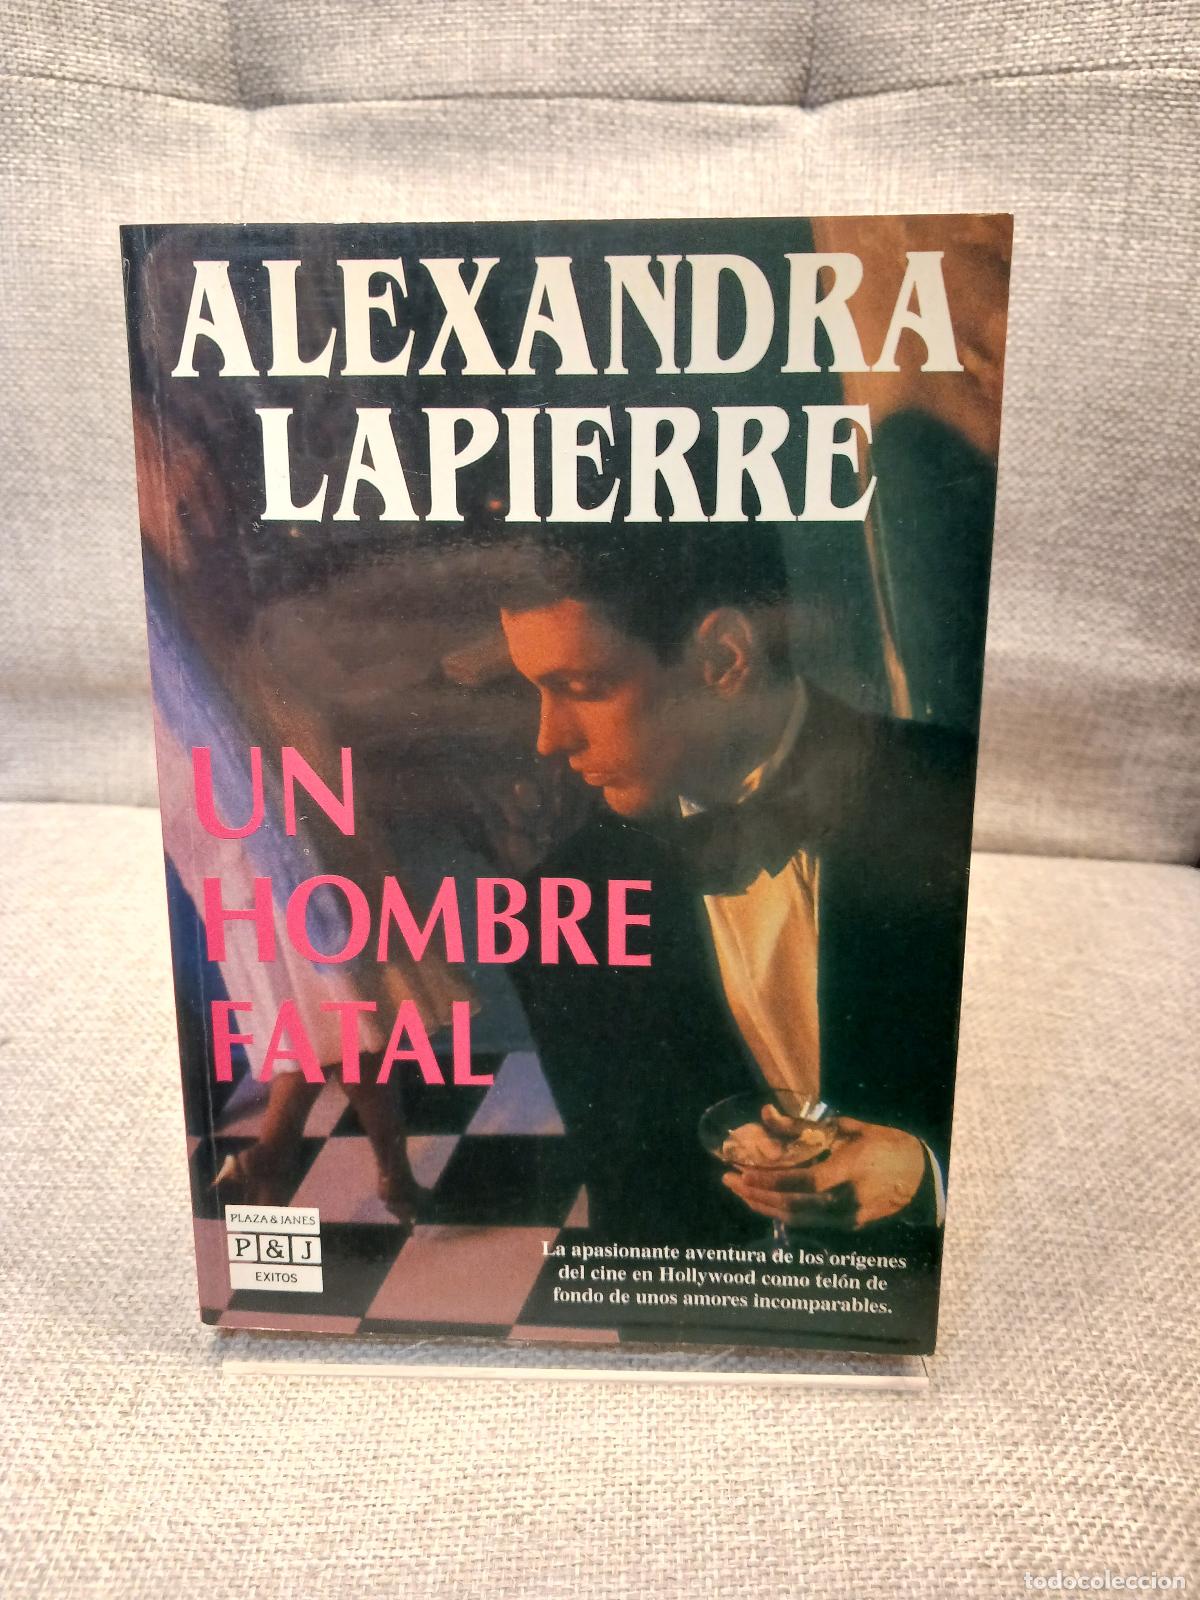 ALEXANDRA
LAPIERRE
UN
HOMBRE
FATAL
PLAZA & JANES
P & J
EXITOS
La apasionante aventura de los orígenes
del cine en Hollywood como telón de
fondo de unos amores incomparables.
todocoleccion